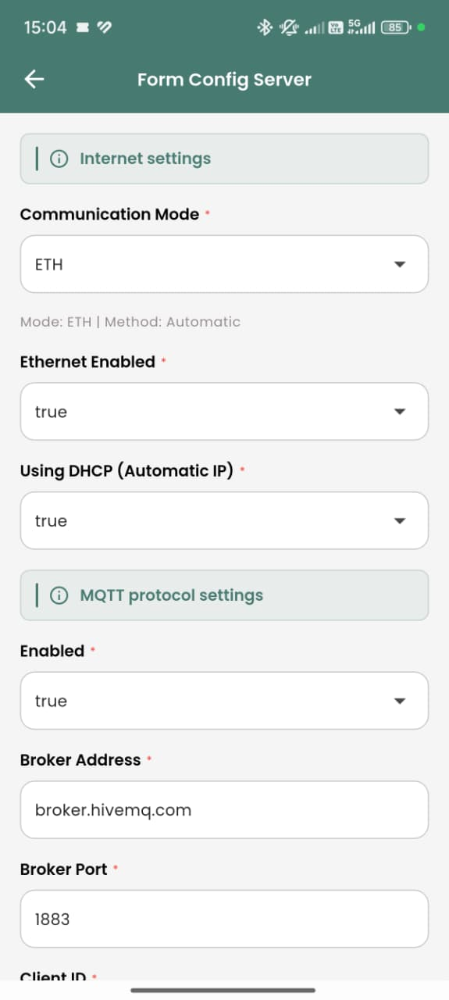 15:04
VoLTE
5G
85
Form Config Server
Internet settings
Communication Mode *
ETH
Mode: ETH | Method: Automatic
Ethernet Enabled *
true
Using DHCP (Automatic IP) *
true
MQTT protocol settings
Enabled *
true
Broker Address *
broker.hivemq.com
Broker Port *
1883
Client ID *